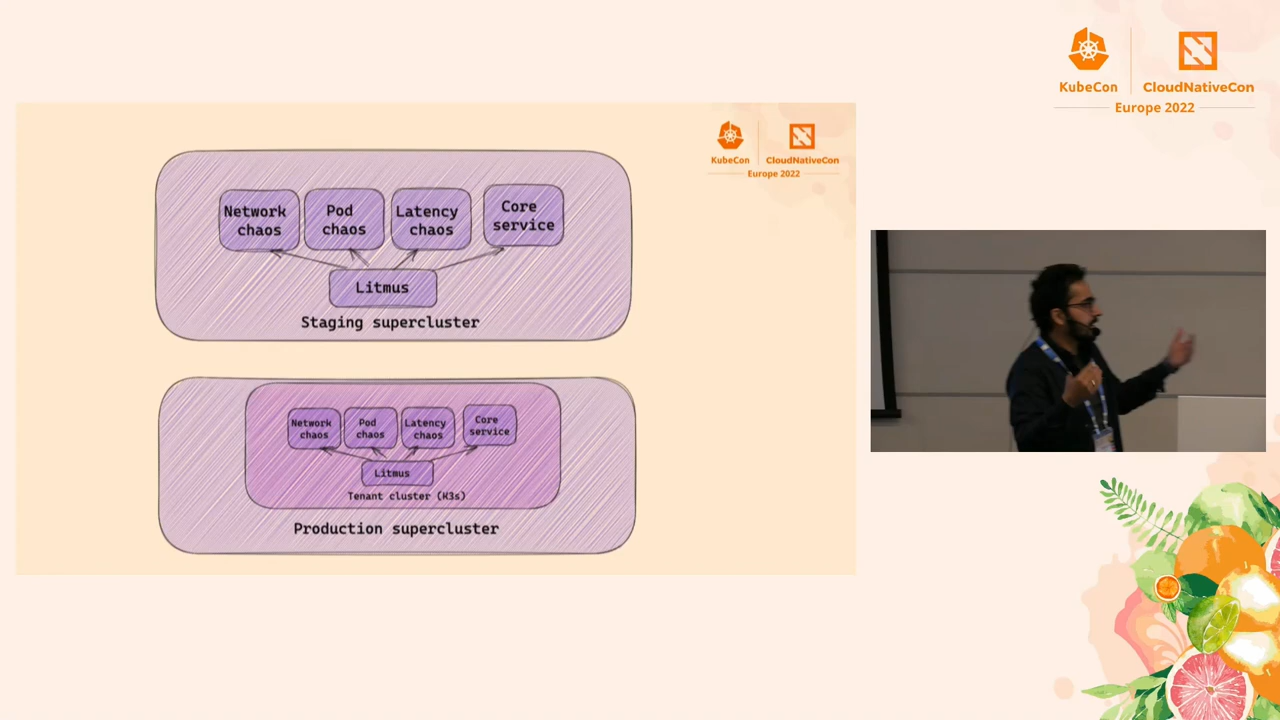 KubeCon
CloudNativeCon
Europe 2022
KubeCon
CloudNativeCon
Europe 2022
Network
chaos
Pod
chaos
Latency
chaos
Core
service
Litmus
Staging supercluster
Network
chaos
Pod
chaos
Latency
chaos
Core
service
Litmus
Tenant cluster (K3s)
Production supercluster